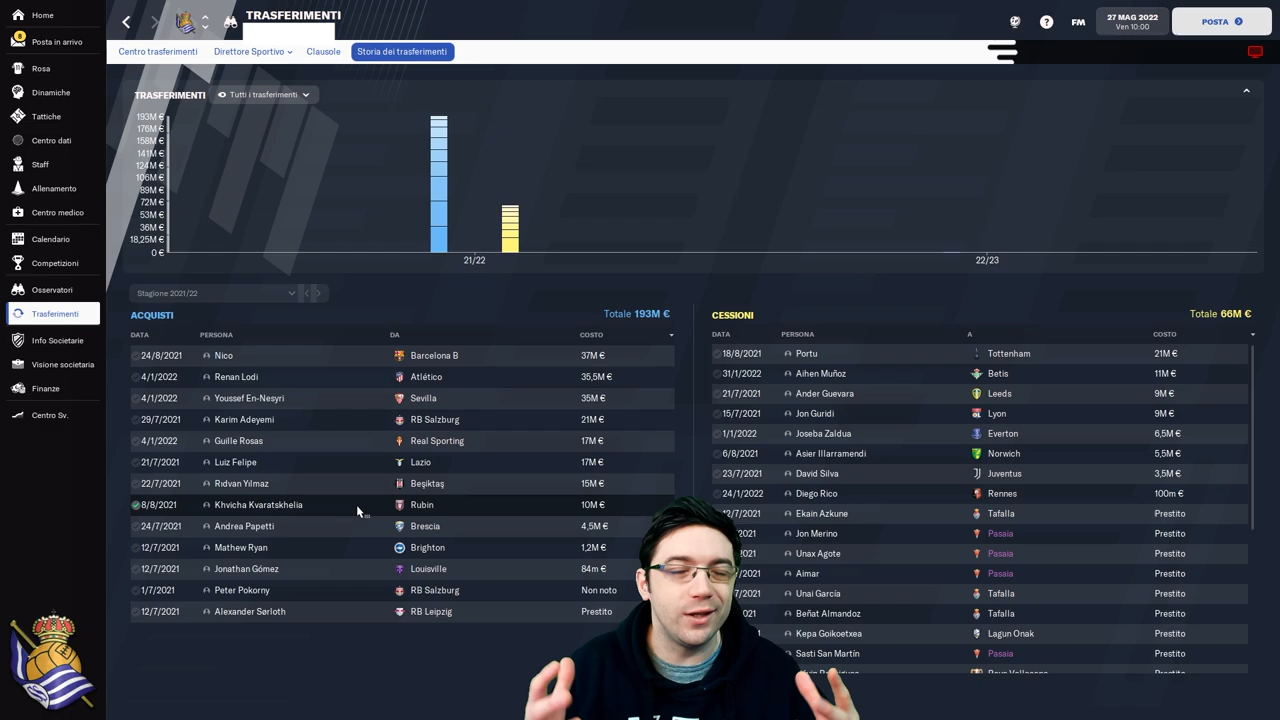 Home
TRASFERIMENTI
27 MAG 2022
Ven 10:00
FM
POSTA
8
Posta in arrivo
Centro trasferimenti
Direttore Sportivo
Clausole
Storia dei trasferimenti
Rosa
Dinamiche
Tattiche
Centro dati
Staff
Allenamento
Centro medico
Calendario
Competizioni
Osservatori
Trasferimenti
Info Societarie
Visione societaria
Finanze
Centro Sv.
TRASFERIMENTI
Tutti i trasferimenti
193M €
176M €
158M €
141M €
124M €
106M €
89M €
72M €
53M €
36M €
18,25M €
0 €
21/22
22/23
Stagione 2021/22
ACQUISTI
Totale 193M €
DATA PERSONA DA COSTO
24/8/2021 Nico Barcelona B 37M €
4/1/2022 Renan Lodi Atlético 35,5M €
4/1/2022 Youssef En-Nesyri Sevilla 35M €
29/7/2021 Karim Adeyemi RB Salzburg 21M €
4/1/2022 Guille Rosas Real Sporting 17M €
21/7/2021 Luiz Felipe Lazio 17M €
22/7/2021 Rıdvan Yılmaz Beşiktaş 15M €
8/8/2021 Khvicha Kvaratskhelia Rubin 10M €
24/7/2021 Andrea Papetti Brescia 4,5M €
12/7/2021 Mathew Ryan Brighton 1,2M €
12/7/2021 Jonathan Gómez Louisville 84m €
1/7/2021 Peter Pokorny RB Salzburg Non noto
12/7/2021 Alexander Sørloth RB Leipzig Prestito
CESSIONI
Totale 66M €
DATA PERSONA A COSTO
18/8/2021 Portu Tottenham 21M €
31/1/2022 Aihen Muñoz Betis 11M €
21/7/2021 Ander Guevara Leeds 9M €
15/7/2021 Jon Guridi Lyon 9M €
1/1/2022 Joseba Zaldua Everton 6,5M €
6/8/2021 Asier Illarramendi Norwich 5,5M €
23/7/2021 David Silva Juventus 3,5M €
24/1/2022 Diego Rico Rennes 100m €
12/7/2021 Ekain Azkune Tafalla Prestito
Jon Merino Pasaia Prestito
Unax Agote Pasaia Prestito
Aimar Pasaia Prestito
Unai García Tafalla Prestito
Beñat Almandoz Tafalla Prestito
Kepa Goikoetxea Lagun Onak Prestito
Sasti San Martín Pasaia Prestito